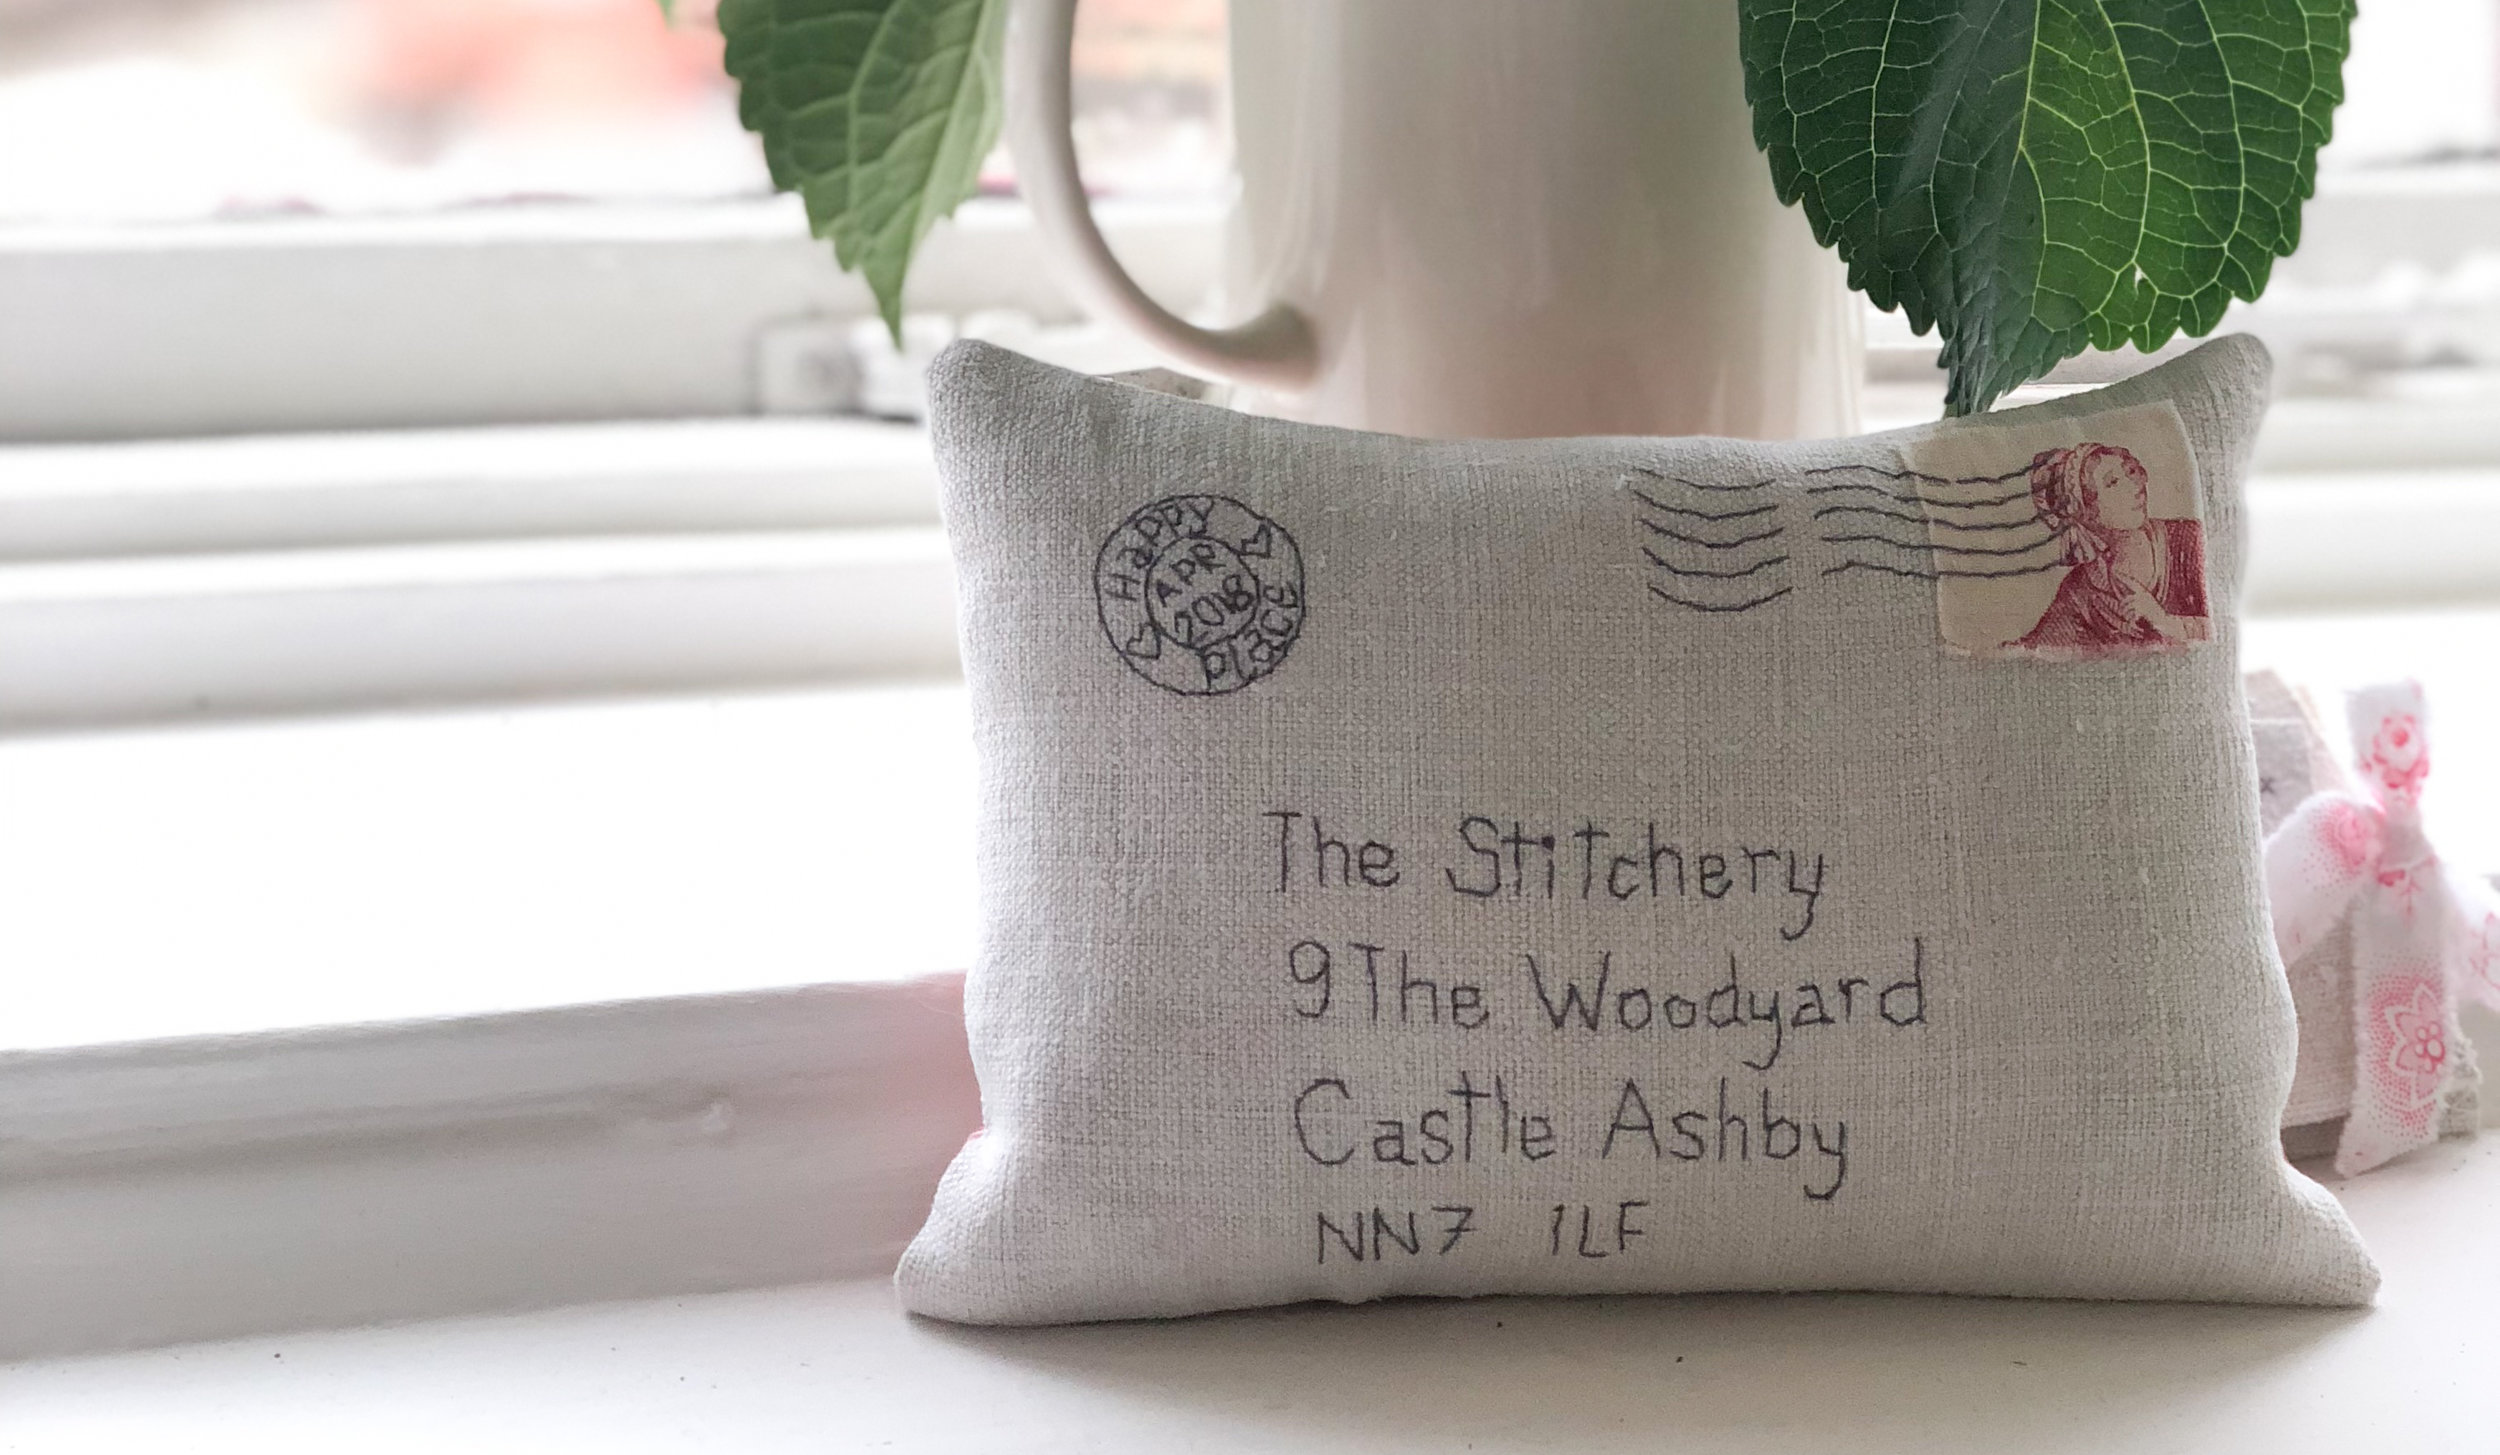 Happy Place
APR
2018
The Stitchery
9 The Woodyard
Castle Ashby
NN7 1LF